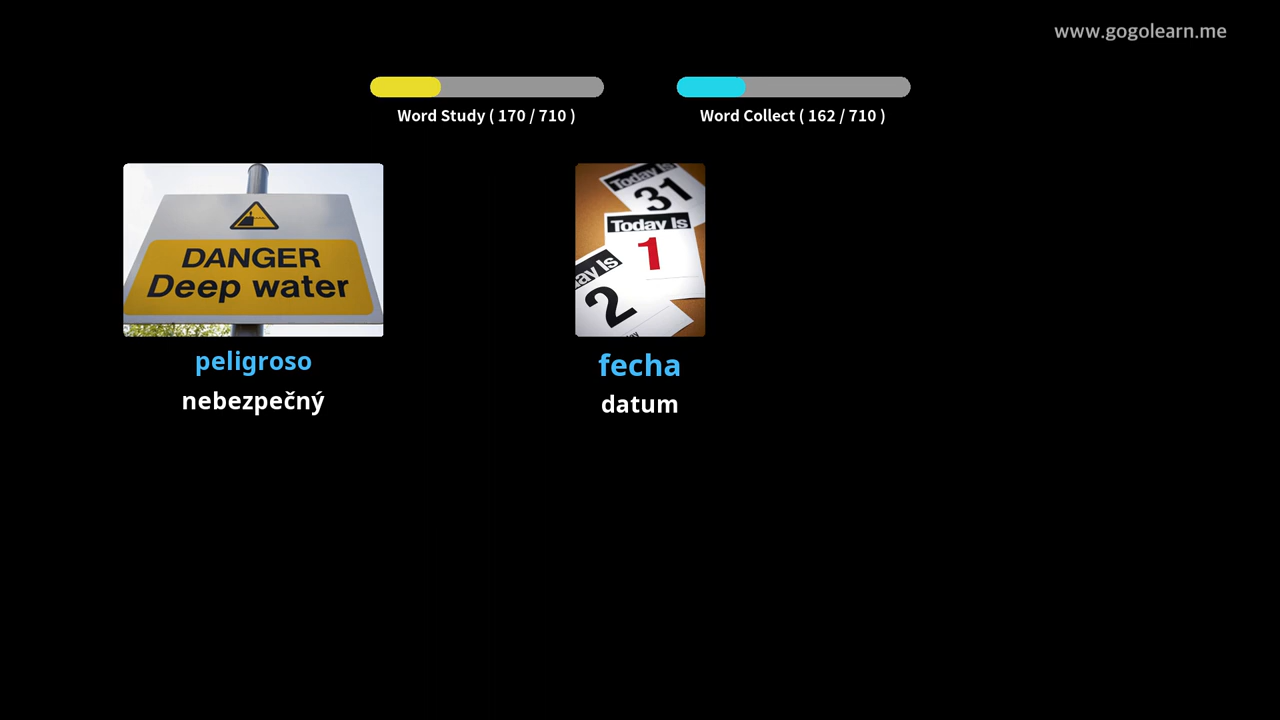 www.gogolearn.me
Word Study ( 170 / 710 )
Word Collect ( 162 / 710 )
DANGER
Deep water
peligroso
nebezpečný
Today Is
31
Today Is
1
ay Is
2
fecha
datum